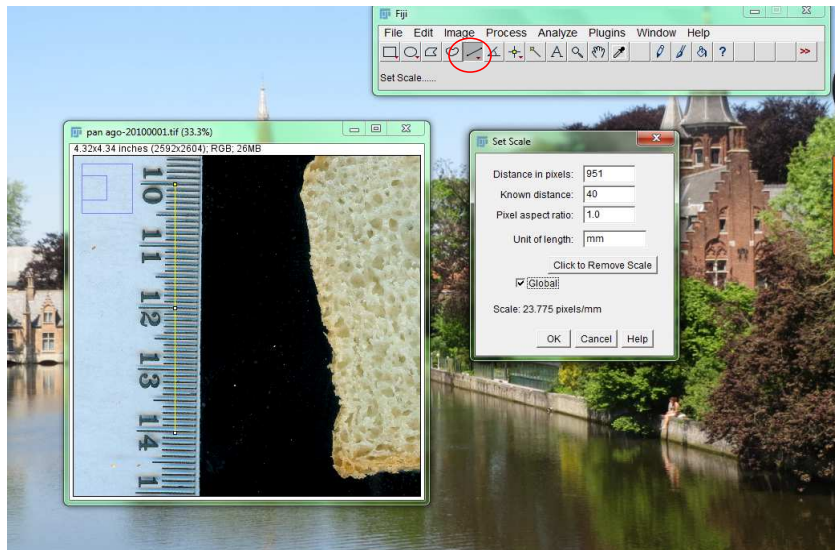 Fiji
File Edit Image Process Analyze Plugins Window Help
A ? >>
Set Scale......
pan ago-20100001.tif (33.3%)
4.32x4.34 inches (2592x2604); RGB; 26MB
10
11
12
13
14
1
Set Scale
Distance in pixels: 951
Known distance: 40
Pixel aspect ratio: 1.0
Unit of length: mm
Click to Remove Scale
Global
Scale: 23.775 pixels/mm
OK Cancel Help